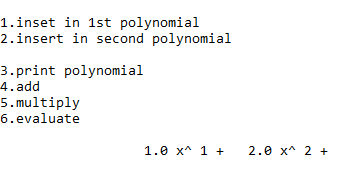 1.inset in 1st polynomial
2.insert in second polynomial
3.print polynomial
4.add
5.multiply
6.evaluate
1.0 x^ 1 + 2.0 x^ 2 +